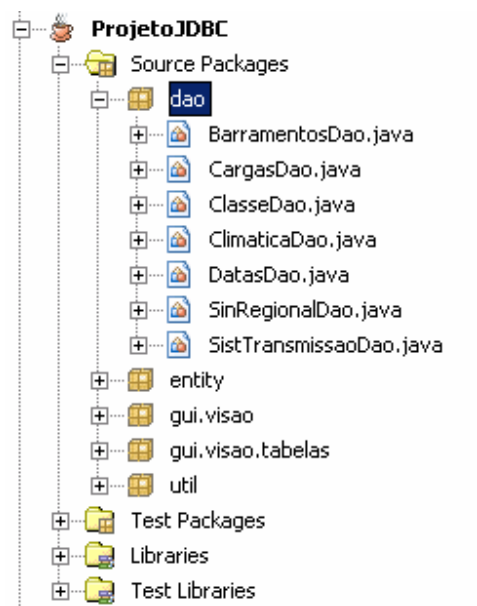 ProjetoJDBC
Source Packages
dao
BarramentosDao.java
CargasDao.java
ClasseDao.java
ClimaticaDao.java
DatasDao.java
SinRegionalDao.java
SistTransmissaoDao.java
entity
gui.visao
gui.visao.tabelas
util
Test Packages
Libraries
Test Libraries